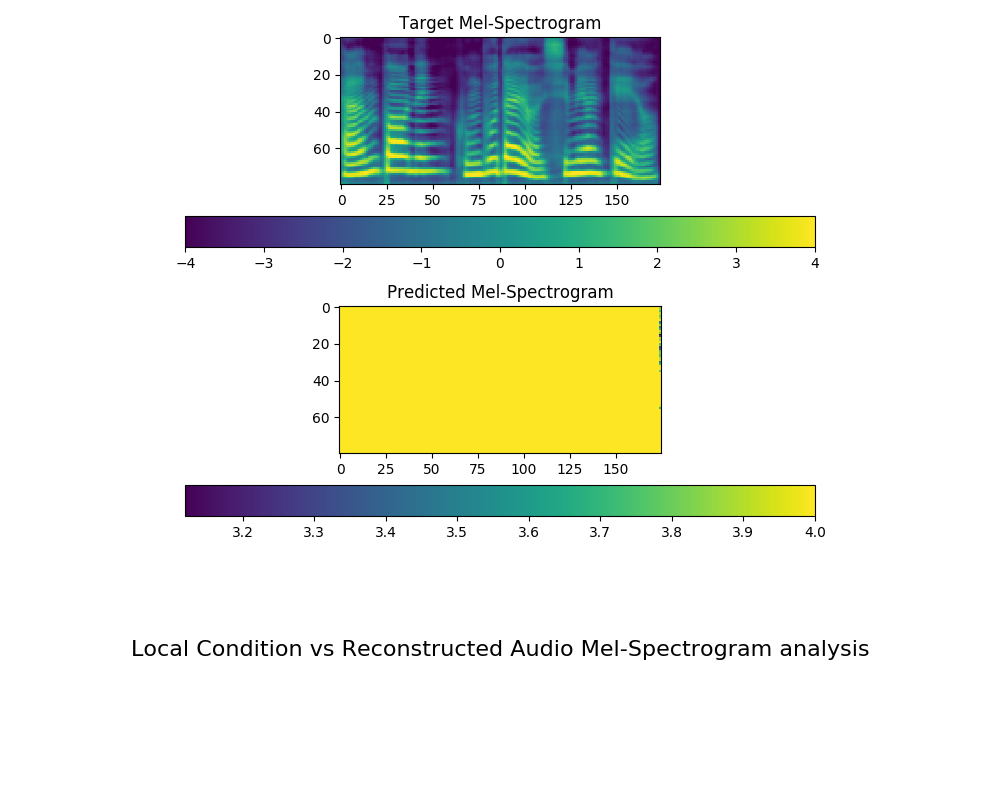 Target Mel-Spectrogram
0
20
40
60
0 25 50 75 100 125 150
−4 −3 −2 −1 0 1 2 3 4
Predicted Mel-Spectrogram
0
20
40
60
0 25 50 75 100 125 150
3.2 3.3 3.4 3.5 3.6 3.7 3.8 3.9 4.0
Local Condition vs Reconstructed Audio Mel-Spectrogram analysis